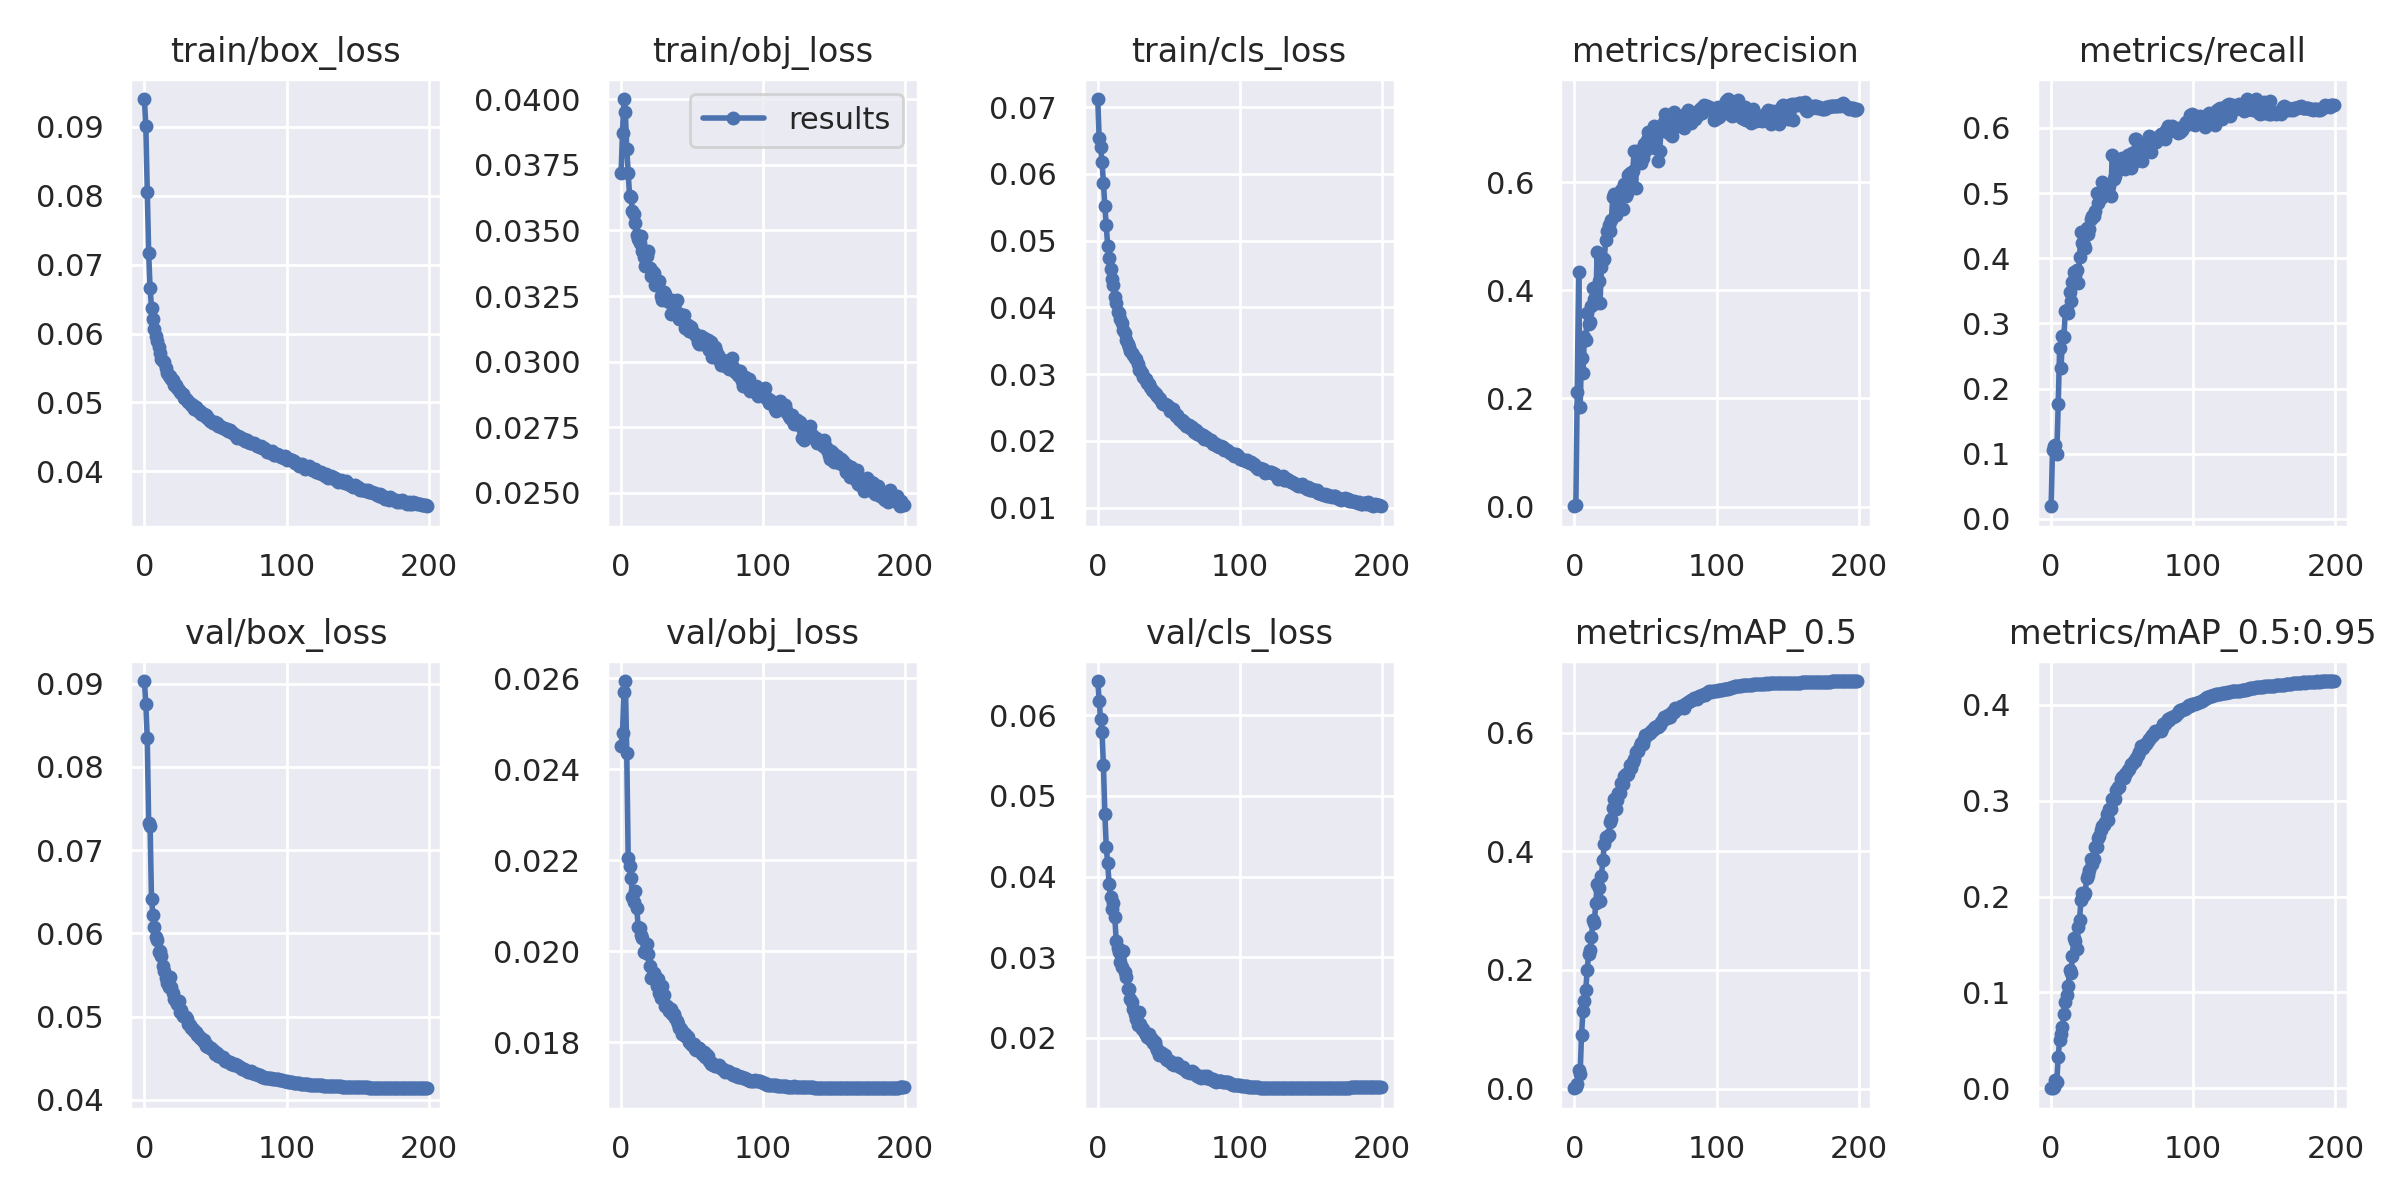 train/box_loss
0.09
0.08
0.07
0.06
0.05
0.04
0 100 200
train/obj_loss
results
0.0400
0.0375
0.0350
0.0325
0.0300
0.0275
0.0250
0 100 200
train/cls_loss
0.07
0.06
0.05
0.04
0.03
0.02
0.01
0 100 200
metrics/precision
0.6
0.4
0.2
0.0
0 100 200
metrics/recall
0.6
0.5
0.4
0.3
0.2
0.1
0.0
0 100 200
val/box_loss
0.09
0.08
0.07
0.06
0.05
0.04
0 100 200
val/obj_loss
0.026
0.024
0.022
0.020
0.018
0 100 200
val/cls_loss
0.06
0.05
0.04
0.03
0.02
0 100 200
metrics/mAP_0.5
0.6
0.4
0.2
0.0
0 100 200
metrics/mAP_0.5:0.95
0.4
0.3
0.2
0.1
0.0
0 100 200